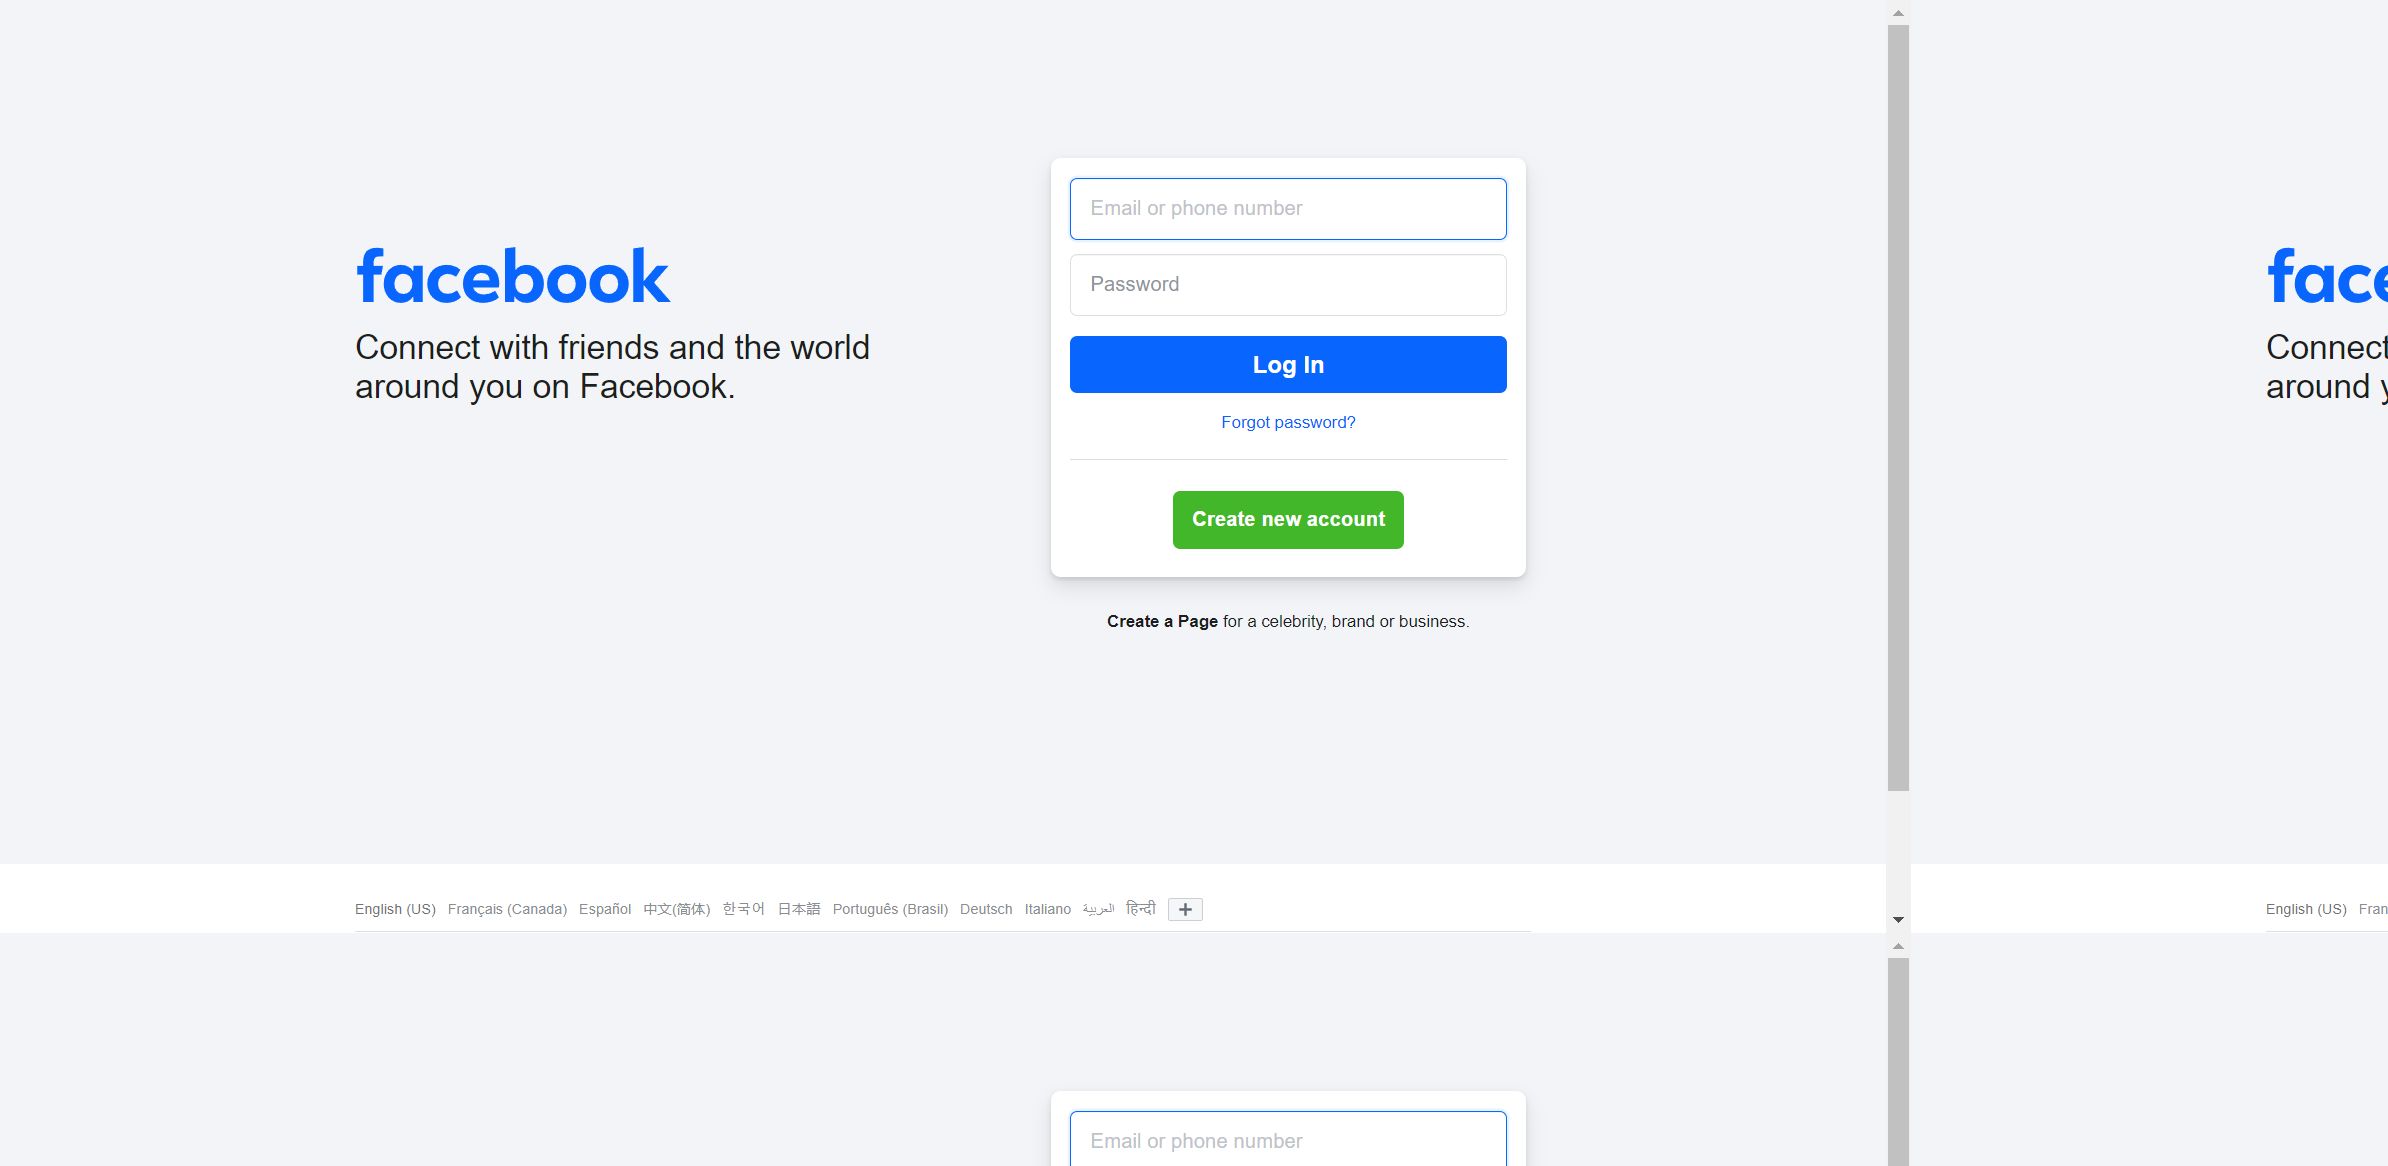 facebook
Connect with friends and the world
around you on Facebook.
Email or phone number
Password
Log In
Forgot password?
Create new account
Create a Page for a celebrity, brand or business.
English (US) Français (Canada) Español 中文(简体) 한국어 日本語 Português (Brasil) Deutsch Italiano العربية हिन्दी +
face
Connect
around y
English (US) Fran
Email or phone number